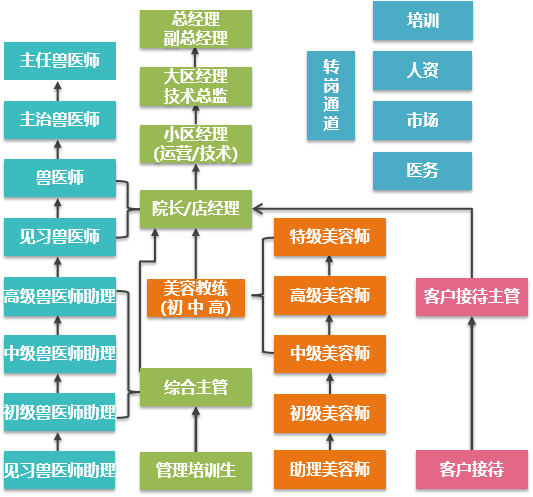 总经理
副总经理
培训
主任兽医师
大区经理
技术总监
转岗通道
人资
主治兽医师
小区经理
(运营/技术)
市场
兽医师
医务
院长/店经理
见习兽医师
特级美容师
高级兽医师助理
美容教练
(初 中 高)
高级美容师
客户接待主管
中级兽医师助理
中级美容师
综合主管
初级兽医师助理
初级美容师
见习兽医师助理
管理培训生
助理美容师
客户接待